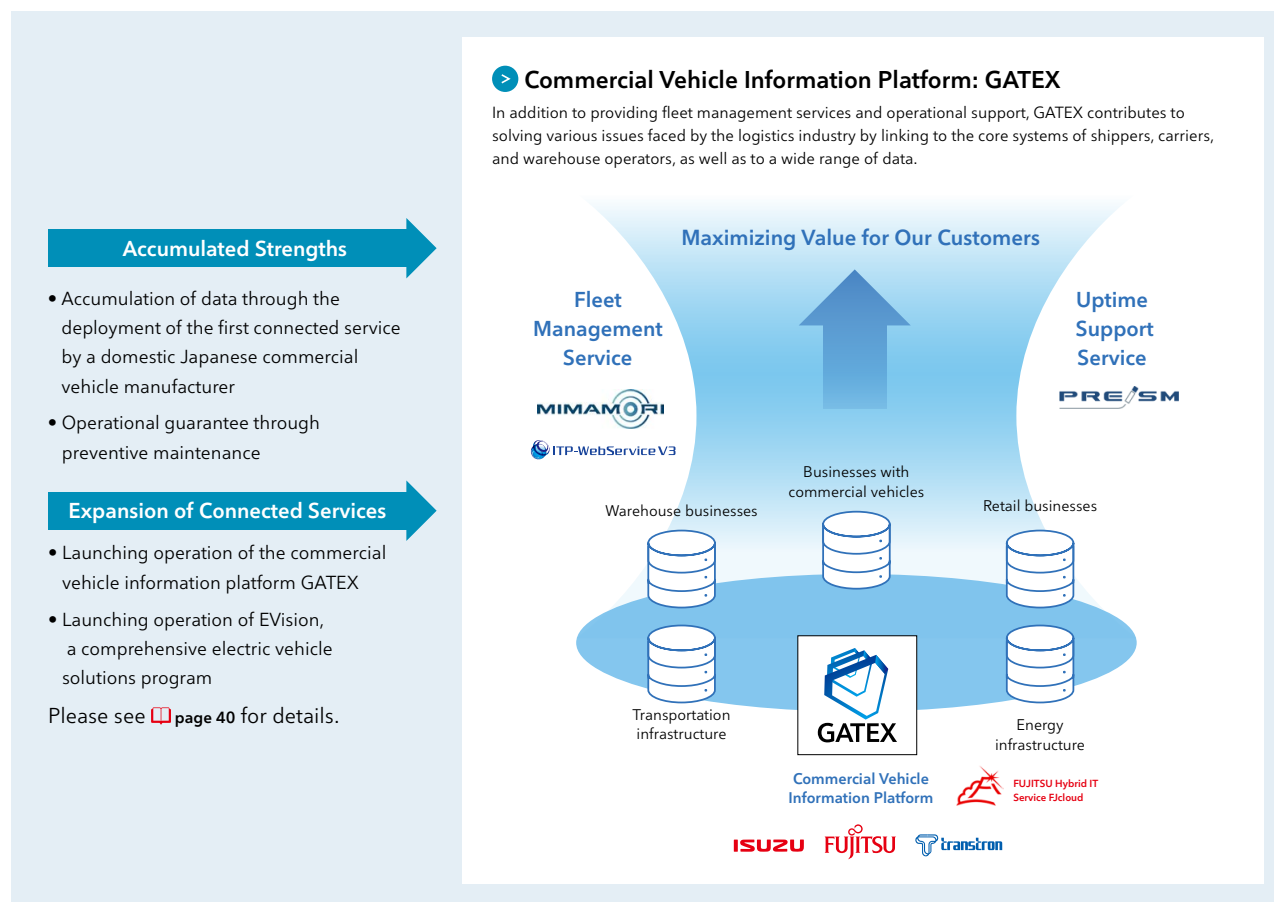 Accumulated Strengths
• Accumulation of data through the
deployment of the first connected service
by a domestic Japanese commercial
vehicle manufacturer
• Operational guarantee through
preventive maintenance
Expansion of Connected Services
• Launching operation of the commercial
vehicle information platform GATEX
• Launching operation of EVision,
a comprehensive electric vehicle
solutions program
Please see page 40 for details.
> Commercial Vehicle Information Platform: GATEX
In addition to providing fleet management services and operational support, GATEX contributes to
solving various issues faced by the logistics industry by linking to the core systems of shippers, carriers,
and warehouse operators, as well as to a wide range of data.
Maximizing Value for Our Customers
Fleet
Management
Service
MIMAMORI
ITP-WebService V3
Uptime
Support
Service
PREISM
Businesses with
commercial vehicles
Warehouse businesses
Retail businesses
Transportation
infrastructure
GATEX
Energy
infrastructure
Commercial Vehicle
Information Platform
FUJITSU Hybrid IT
Service FJcloud
ISUZU
FUJITSU
transtron